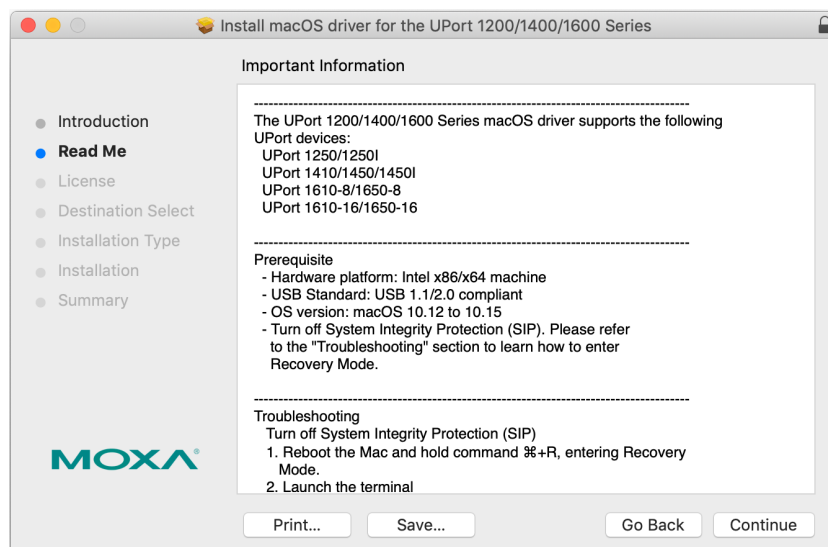 Install macOS driver for the UPort 1200/1400/1600 Series
Important Information
Introduction
Read Me
License
Destination Select
Installation Type
Installation
Summary
MOXA®
--------------------------------------------------------------------------------------------
The UPort 1200/1400/1600 Series macOS driver supports the following
UPort devices:
UPort 1250/1250I
UPort 1410/1450/1450I
UPort 1610-8/1650-8
UPort 1610-16/1650-16
--------------------------------------------------------------------------------------------
Prerequisite
- Hardware platform: Intel x86/x64 machine
- USB Standard: USB 1.1/2.0 compliant
- OS version: macOS 10.12 to 10.15
- Turn off System Integrity Protection (SIP). Please refer
to the "Troubleshooting" section to learn how to enter
Recovery Mode.
--------------------------------------------------------------------------------------------
Troubleshooting
Turn off System Integrity Protection (SIP)
1. Reboot the Mac and hold command ⌘+R, entering Recovery
Mode.
2. Launch the terminal
Print...
Save...
Go Back
Continue